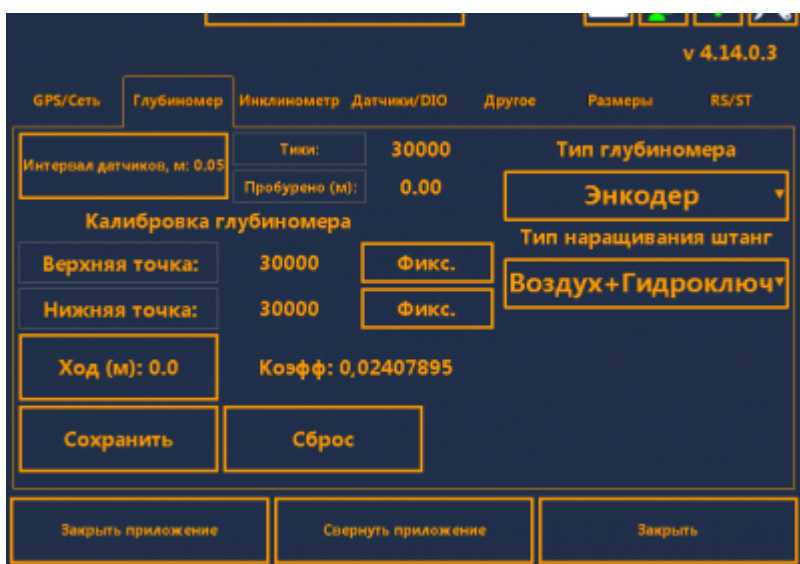 v 4.14.0.3
GPS/Сеть Глубиномер Инклинометр Датчики/DIO Другое Размеры RS/ST
Интервал датчиков, м: 0.05
Тики: 30000
Пробурено (м): 0.00
Тип глубиномера
Энкодер
Калибровка глубиномера
Тип наращивания штанг
Воздух+Гидроключ
Верхняя точка: 30000 Фикс.
Нижняя точка: 30000 Фикс.
Ход (м): 0.0 Коэфф: 0,02407895
Сохранить Сброс
Закрыть приложение Свернуть приложение Закрыть